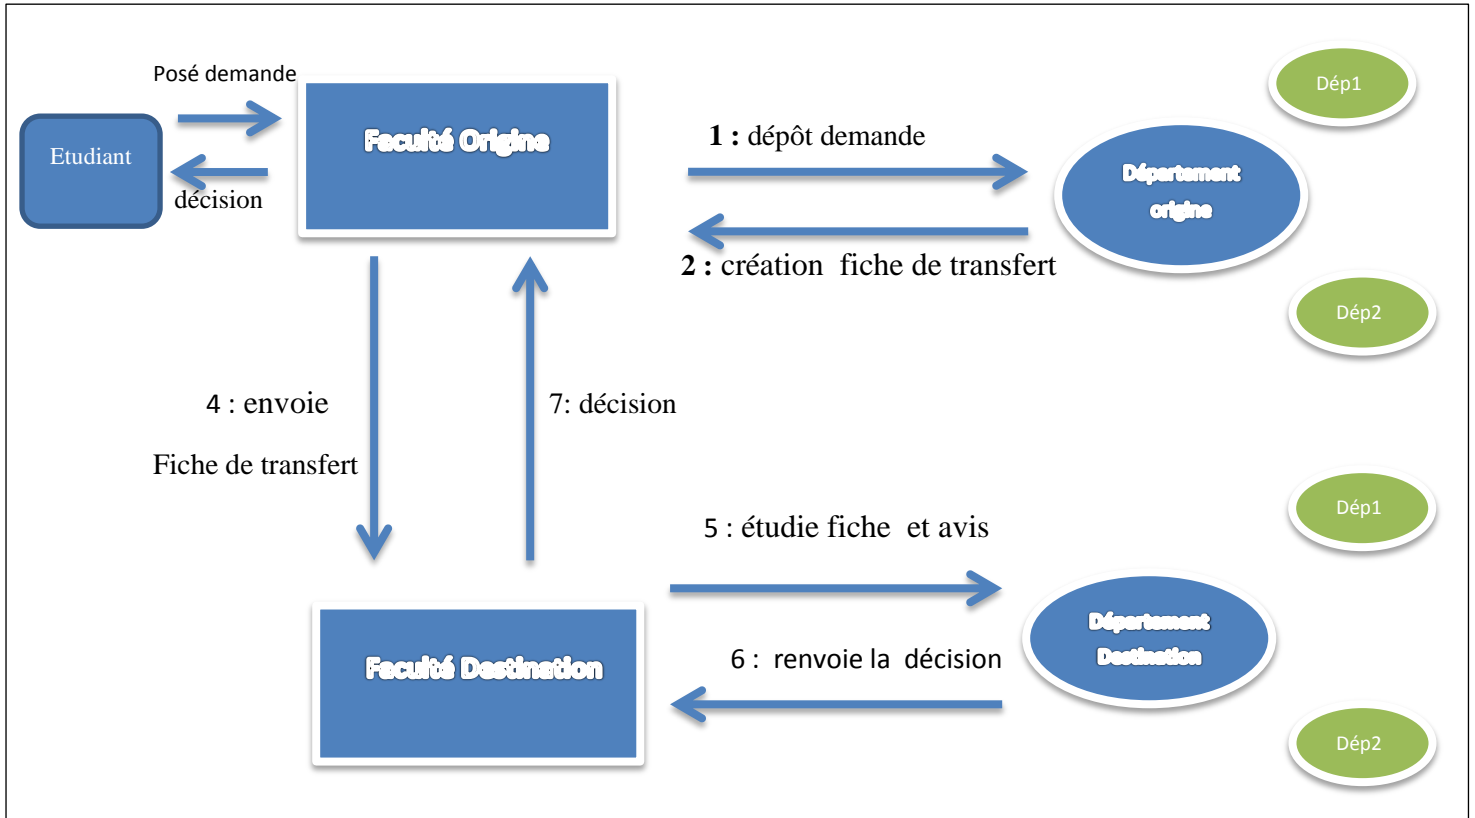 Posé demande
Etudiant
décision
Faculté Origine
1 : dépôt demande
2 : création  fiche de transfert
Département
origine
Dép1
Dép2
4 : envoie
Fiche de transfert
7: décision
5 : étudie fiche  et avis
6 :  renvoie la  décision
Faculté Destination
Département
Destination
Dép1
Dép2